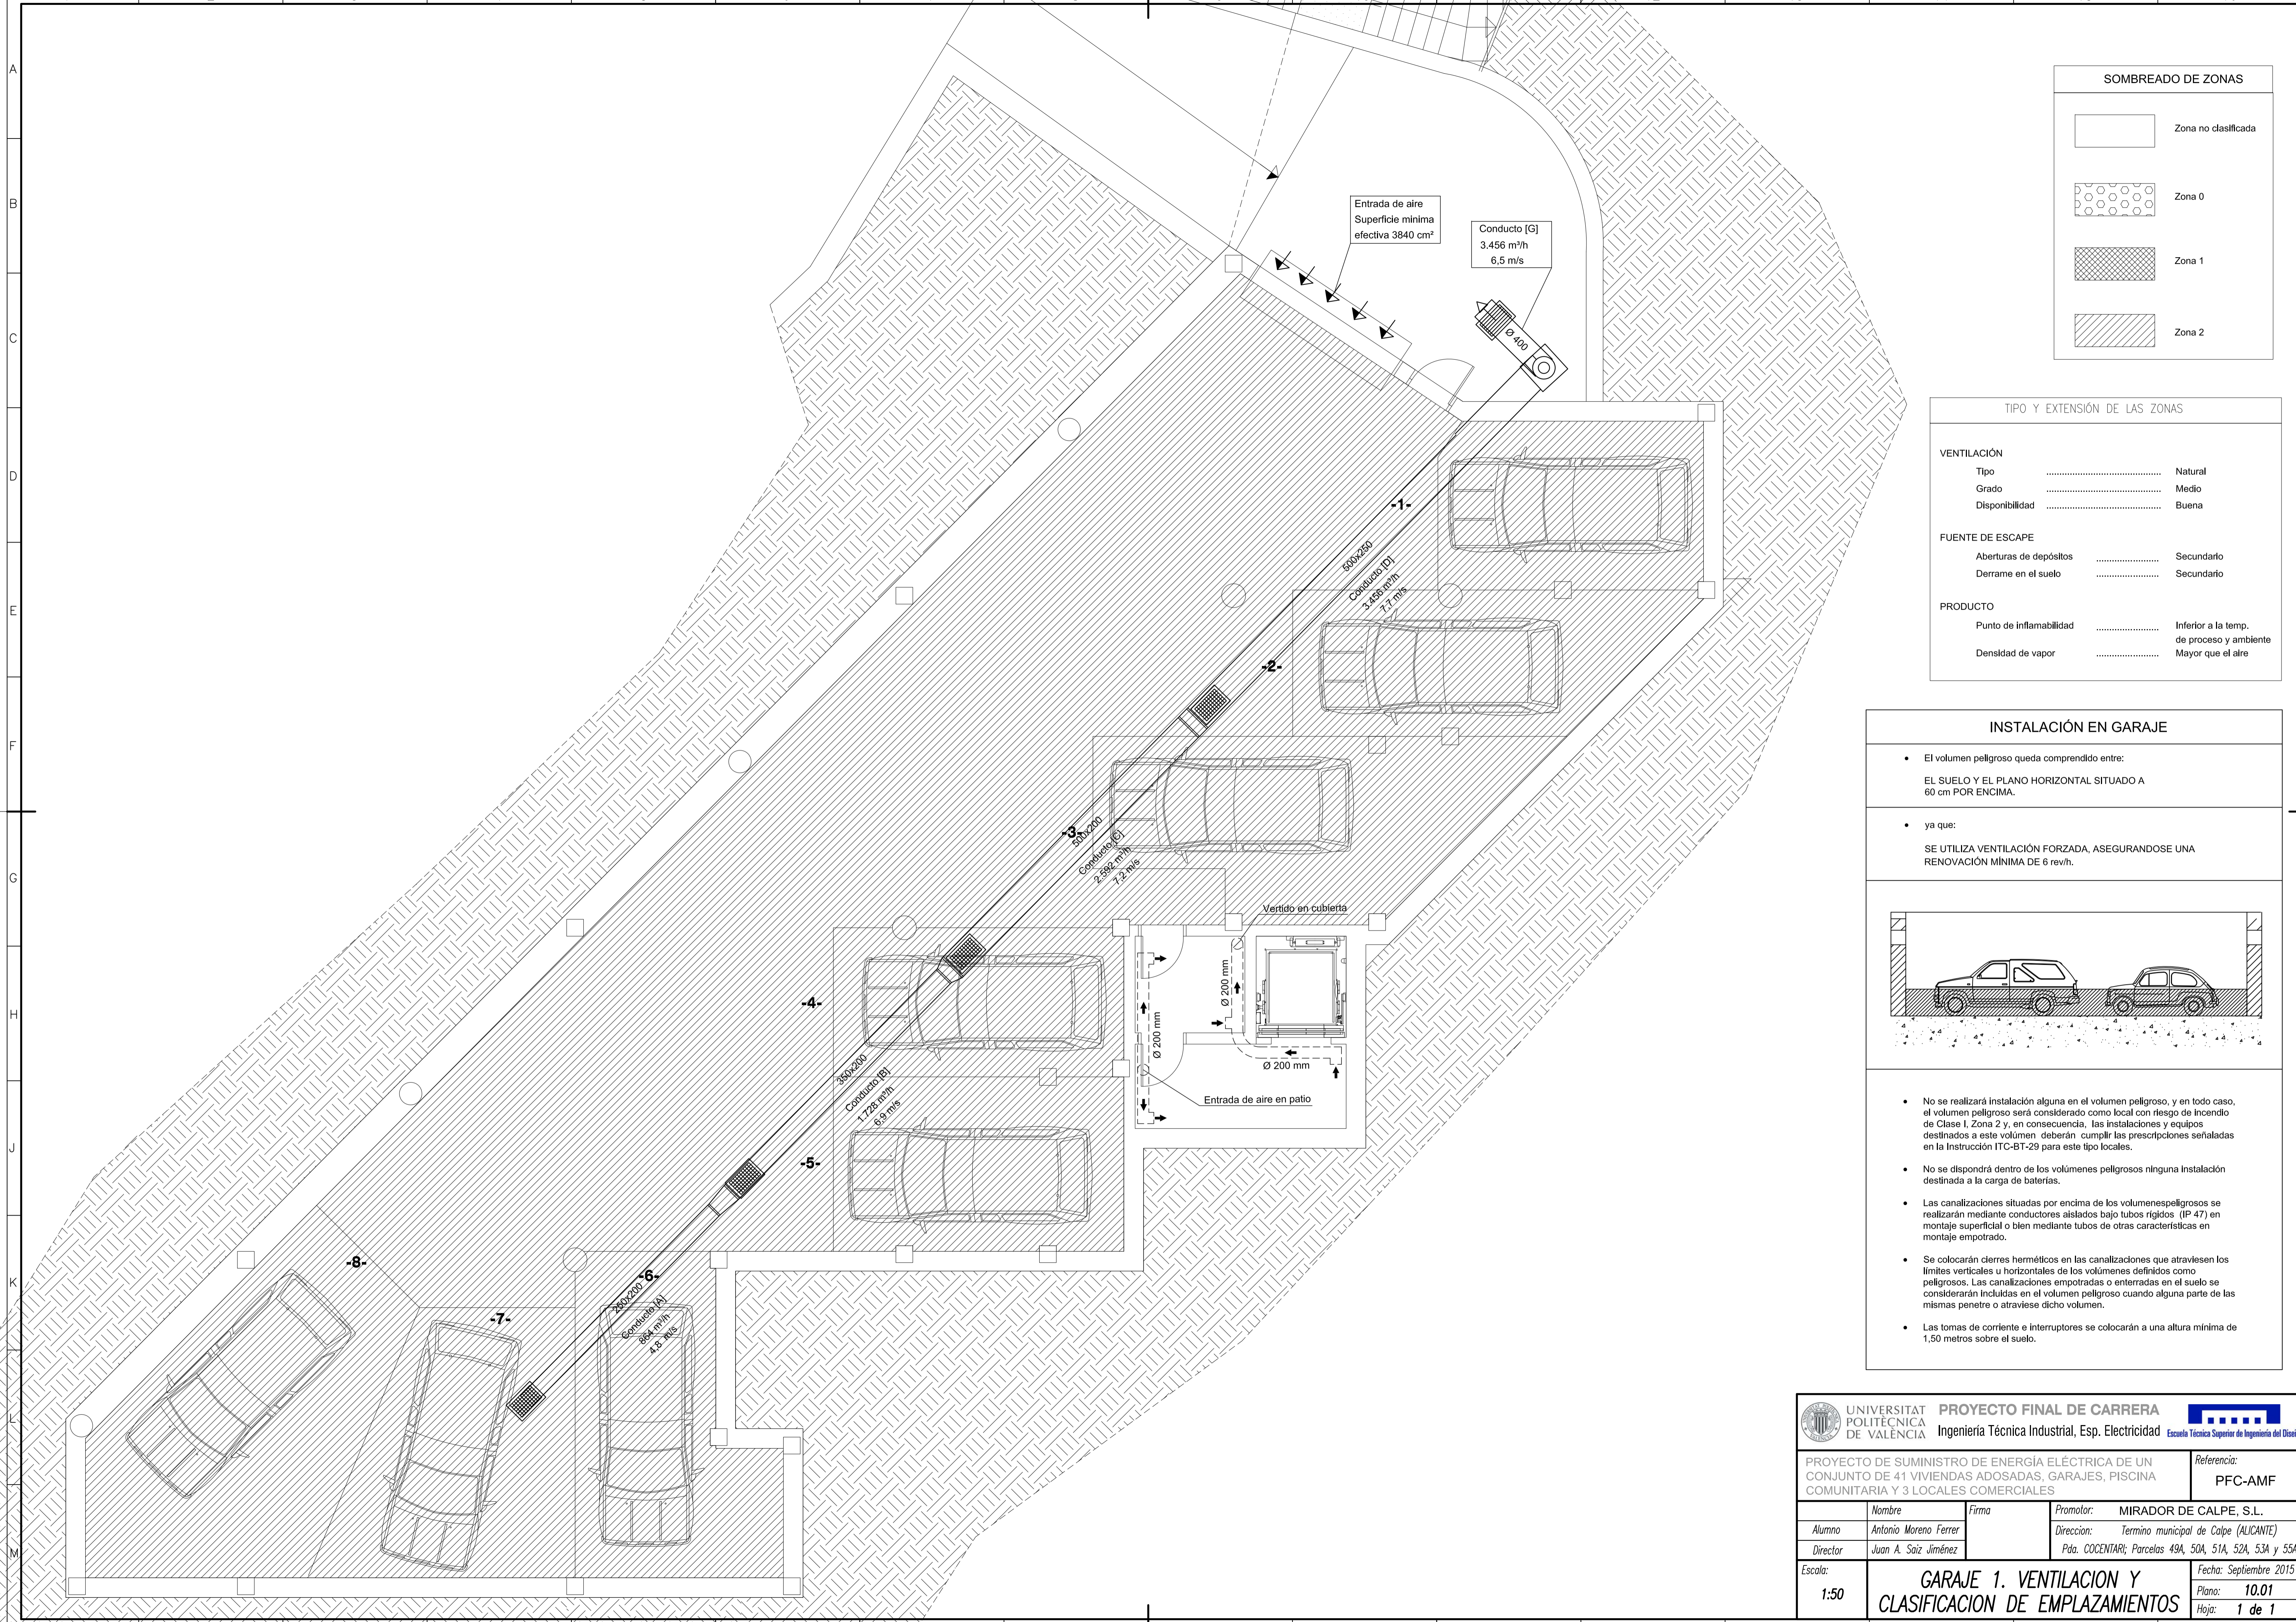 A
B
C
D
E
F
G
H
J
K
L
M
Entrada de aire
Superficie minima
efectiva 3840 cm²
Conducto [G]
3.456 m³/h
6,5 m/s
Ø 400
-1-
500x250
Conducto [D]
3.456 m³/h
7,7 m/s
-2-
-3-
500x200
Conducto [C]
2.592 m³/h
7,2 m/s
Vertido en cubierta
Ø 200 mm
Ø 200 mm
Ø 200 mm
Entrada de aire en patio
-4-
350x200
Conducto [B]
1.728 m³/h
6,9 m/s
-5-
-6-
250x200
Conducto [A]
864 m³/h
4,8 m/s
-7-
-8-
SOMBREADO DE ZONAS
Zona no clasificada
Zona 0
Zona 1
Zona 2
TIPO Y EXTENSIÓN DE LAS ZONAS
VENTILACIÓN
Tipo ............................................ Natural
Grado ............................................ Medio
Disponibilidad ............................................ Buena
FUENTE DE ESCAPE
Aberturas de depósitos ........................ Secundario
Derrame en el suelo ........................ Secundario
PRODUCTO
Punto de inflamabilidad ........................ Inferior a la temp.
de proceso y ambiente
Densidad de vapor ........................ Mayor que el aire
INSTALACIÓN EN GARAJE
• El volumen peligroso queda comprendido entre:
EL SUELO Y EL PLANO HORIZONTAL SITUADO A
60 cm POR ENCIMA.
• ya que:
SE UTILIZA VENTILACIÓN FORZADA, ASEGURANDOSE UNA
RENOVACIÓN MÍNIMA DE 6 rev/h.
• No se realizará instalación alguna en el volumen peligroso, y en todo caso,
el volumen peligroso será considerado como local con riesgo de incendio
de Clase I, Zona 2 y, en consecuencia, las instalaciones y equipos
destinados a este volúmen deberán cumplir las prescripciones señaladas
en la Instrucción ITC-BT-29 para este tipo locales.
• No se dispondrá dentro de los volúmenes peligrosos ninguna instalación
destinada a la carga de baterías.
• Las canalizaciones situadas por encima de los volumenespeligrosos se
realizarán mediante conductores aislados bajo tubos rígidos (IP 47) en
montaje superficial o bien mediante tubos de otras características en
montaje empotrado.
• Se colocarán cierres herméticos en las canalizaciones que atraviesen los
límites verticales u horizontales de los volúmenes definidos como
peligrosos. Las canalizaciones empotradas o enterradas en el suelo se
considerarán incluidas en el volumen peligroso cuando alguna parte de las
mismas penetre o atraviese dicho volumen.
• Las tomas de corriente e interruptores se colocarán a una altura mínima de
1,50 metros sobre el suelo.
UNIVERSITAT
POLITÈCNICA
DE VALÈNCIA
PROYECTO FINAL DE CARRERA
Ingeniería Técnica Industrial, Esp. Electricidad
Escuela Técnica Superior de Ingeniería del Diseñ
PROYECTO DE SUMINISTRO DE ENERGÍA ELÉCTRICA DE UN
CONJUNTO DE 41 VIVIENDAS ADOSADAS, GARAJES, PISCINA
COMUNITARIA Y 3 LOCALES COMERCIALES
Referencia:
PFC-AMF
Nombre
Firma
Alumno
Antonio Moreno Ferrer
Director
Juan A. Saiz Jiménez
Promotor: MIRADOR DE CALPE, S.L.
Direccion: Termino municipal de Calpe (ALICANTE)
Pda. COCENTARI; Parcelas 49A, 50A, 51A, 52A, 53A y 55A
Escala:
1:50
GARAJE 1. VENTILACION Y
CLASIFICACION DE EMPLAZAMIENTOS
Fecha: Septiembre 2015
Plano: 10.01
Hoja: 1 de 1